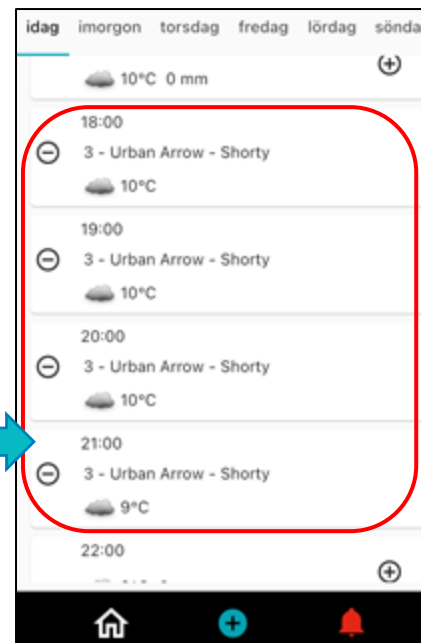 idag imorgon torsdag fredag lördag sönda
10°C 0 mm
18:00
3 - Urban Arrow - Shorty
10°C
19:00
3 - Urban Arrow - Shorty
10°C
20:00
3 - Urban Arrow - Shorty
10°C
21:00
3 - Urban Arrow - Shorty
9°C
22:00